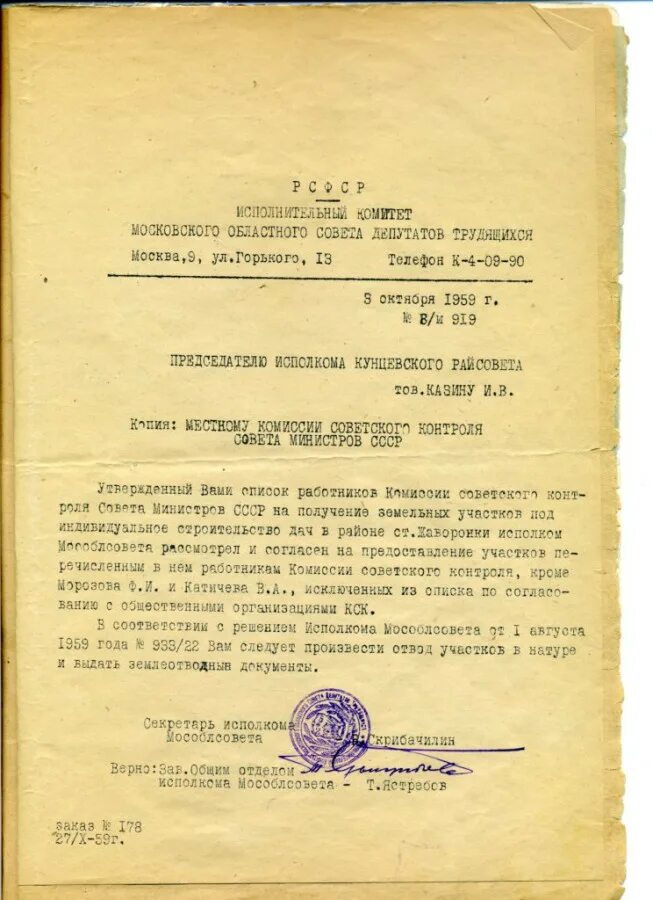 РСФСР
ИСПОЛНИТЕЛЬНЫЙ КОМИТЕТ
МОСКОВСКОГО ОБЛАСТНОГО СОВЕТА ДЕПУТАТОВ ТРУДЯЩИХСЯ
Москва,9, ул.Горького, 13 Телефон К-4-09-90
3 октября 1959 г.
№ Б/м 919
ПРЕДСЕДАТЕЛЮ ИСПОЛКОМА КУНЦЕВСКОГО РАЙСОВЕТА
тов.КАЗИНУ И.В.
Копия: МЕСТНОМУ КОМИССИИ СОВЕТСКОГО КОНТРОЛЯ
СОВЕТА МИНИСТРОВ СССР
Утвержденный Вами список работников Комиссии советского конт-
роля Совета Министров СССР на получение земельных участков под
индивидуальное строительство дач в районе ст.Жаворонки исполком
Мособлсовета рассмотрел и согласен на предоставление участков пе-
речисленным в нем работникам Комиссии советского контроля, кроме
Морозова Ф.И. и Катичева В.А., исключенных из списка по согласо-
ванию с общественными организациями КСК.
В соответствии с решением Исполкома Мособлсовета от I августа
1959 года № 933/22 Вам следует произвести отвод участков в натуре
и выдать землеотводные документы.
Секретарь исполкома
Мособлсовета Скрибачилин
Верно:Зав.Общим отделом
исполкома Мособлсовета - Т.Ястребов
заказ № 178
27/X-59г.